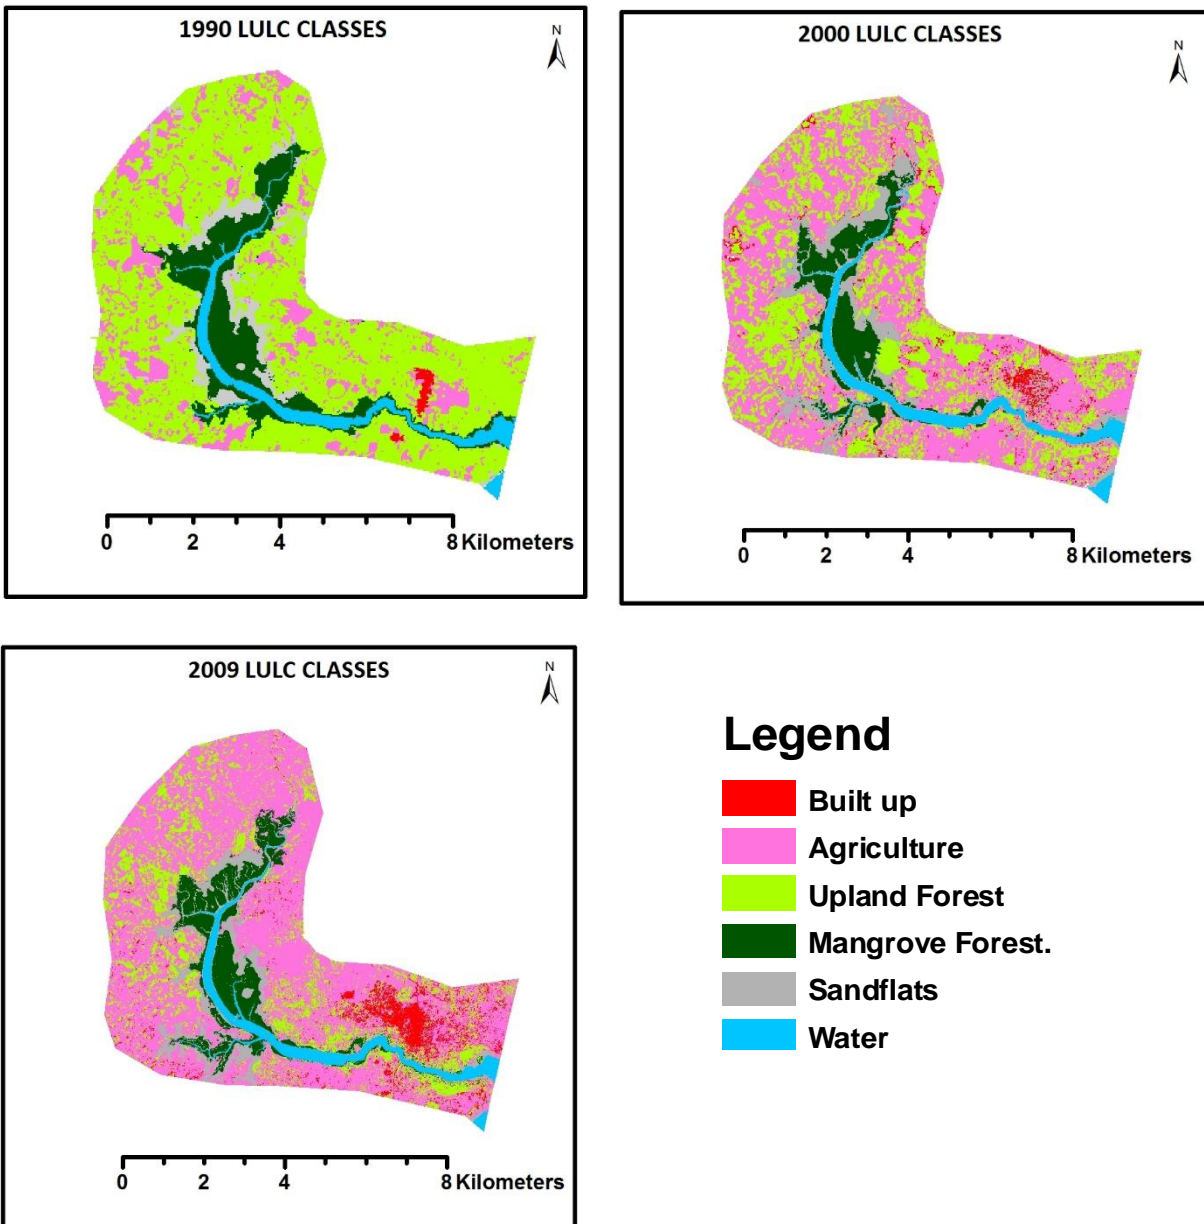 1990 LULC CLASSES
N
0 2 4 8 Kilometers
2000 LULC CLASSES
N
0 2 4 8 Kilometers
2009 LULC CLASSES
N
0 2 4 8 Kilometers
Legend
Built up
Agriculture
Upland Forest
Mangrove Forest.
Sandflats
Water